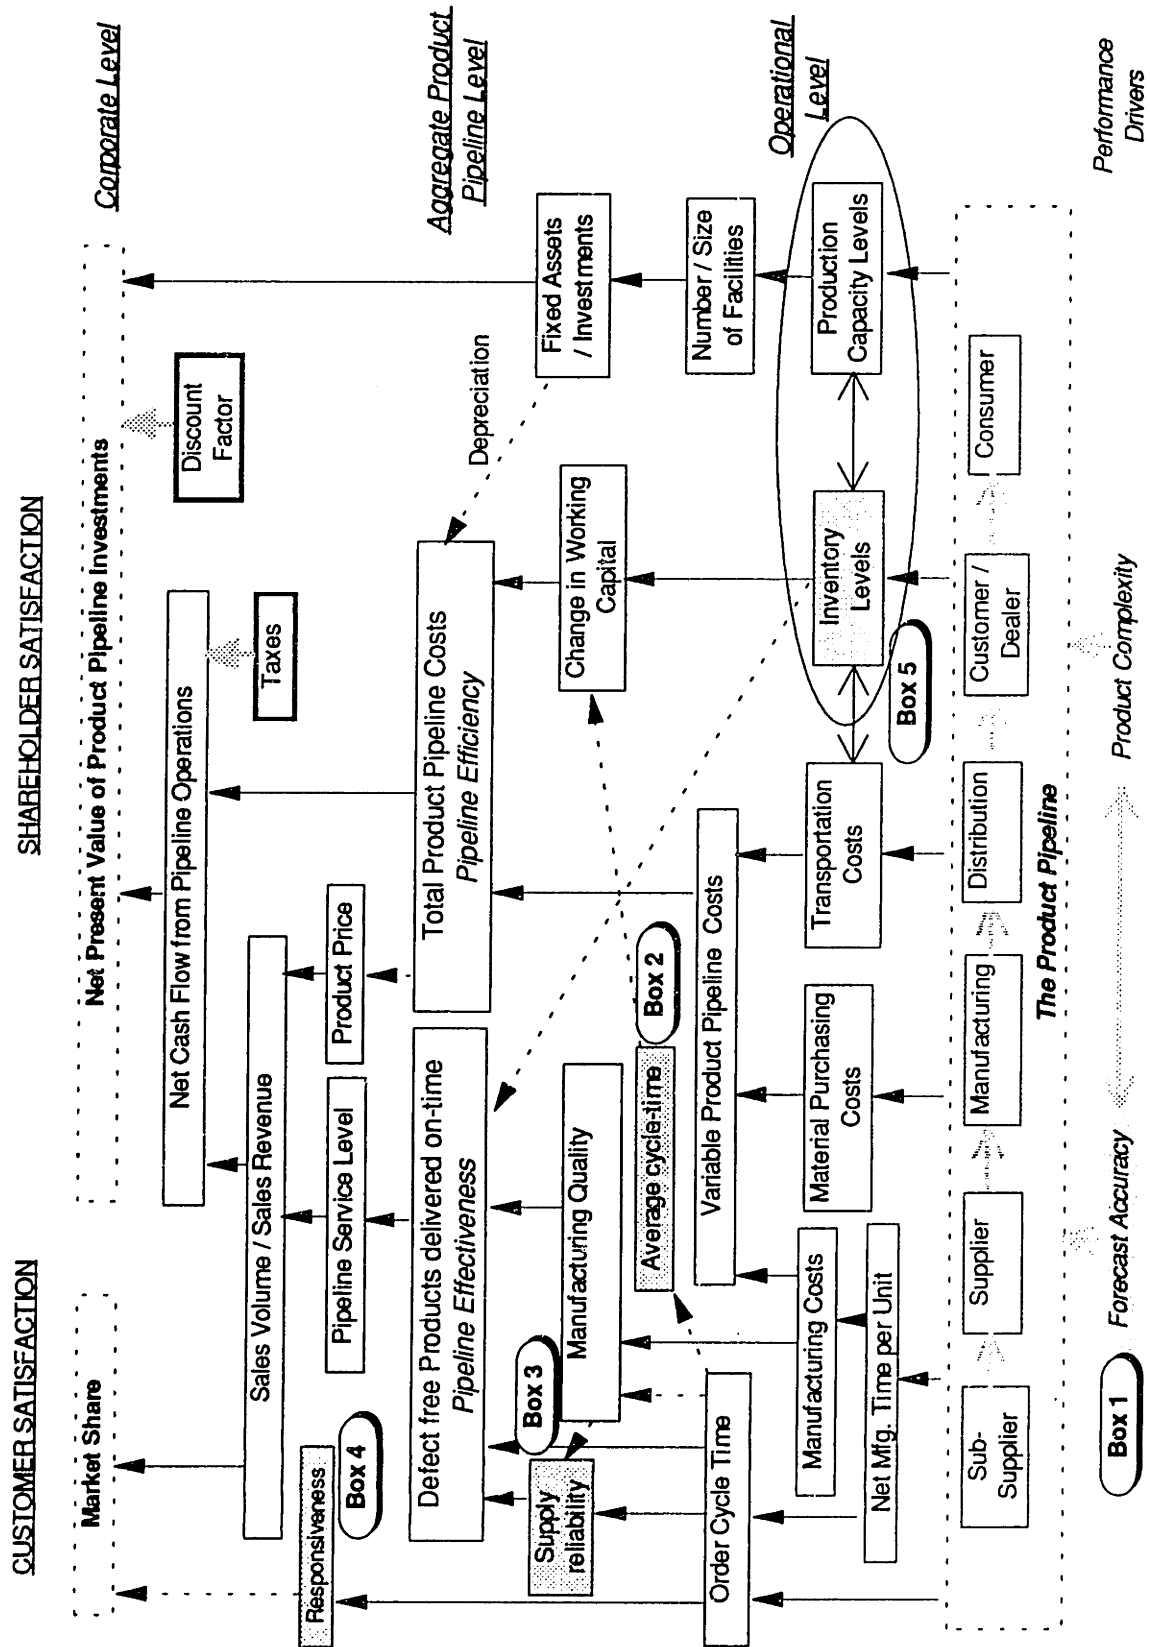 CUSTOMER SATISFACTION
SHAREHOLDER SATISFACTION
Market Share
Net Present Value of Product Pipeline Investments
Corporate Level
Net Cash Flow from Pipeline Operations
Discount
Factor
Sales Volume / Sales Revenue
Taxes
Responsiveness
Box 4
Pipeline Service Level
Product Price
Defect free Products delivered on-time
Pipeline Effectiveness
Total Product Pipeline Costs
Pipeline Efficiency
Depreciation
Aggregate Product
Pipeline Level
Box 3
Supply
reliability
Manufacturing Quality
Change in Working
Capital
Fixed Assets
/ Investments
Average cycle-time
Box 2
Order Cycle Time
Variable Product Pipeline Costs
Number / Size
of Facilities
Manufacturing Costs
Material Purchasing
Costs
Transportation
Costs
Inventory
Levels
Production
Capacity Levels
Operational
Level
Net Mfg. Time per Unit
Box 5
Sub-
Supplier
Supplier
Manufacturing
Distribution
Customer /
Dealer
Consumer
The Product Pipeline
Box 1
Forecast Accuracy
Product Complexity
Performance
Drivers